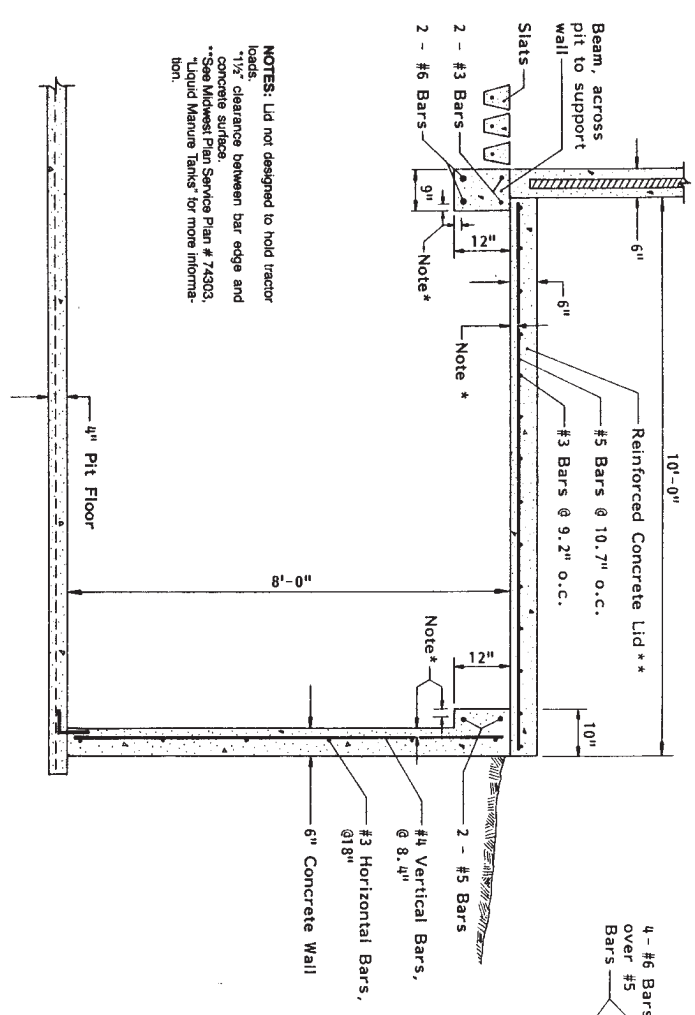 10'-0"
Reinforced Concrete Lid **
#5 Bars @ 10.7" o.c.
#3 Bars @ 9.2" o.c.
6"
6"
Beam, across
pit to support
wall
Slats
2 - #3 Bars
2 - #6 Bars
9"
12"
Note*
Note *
8'-0"
4" Pit Floor
Note*
12"
10"
2 - #5 Bars
#4 Vertical Bars,
@ 8.4"
#3 Horizontal Bars,
@18"
6" Concrete Wall
4 - #6 Bars
over #5
Bars
NOTES: Lid not designed to hold tractor
loads.
*1½" clearance between bar edge and
concrete surface.
**See Midwest Plan Service Plan # 74303,
"Liquid Manure Tanks" for more informa-
tion.